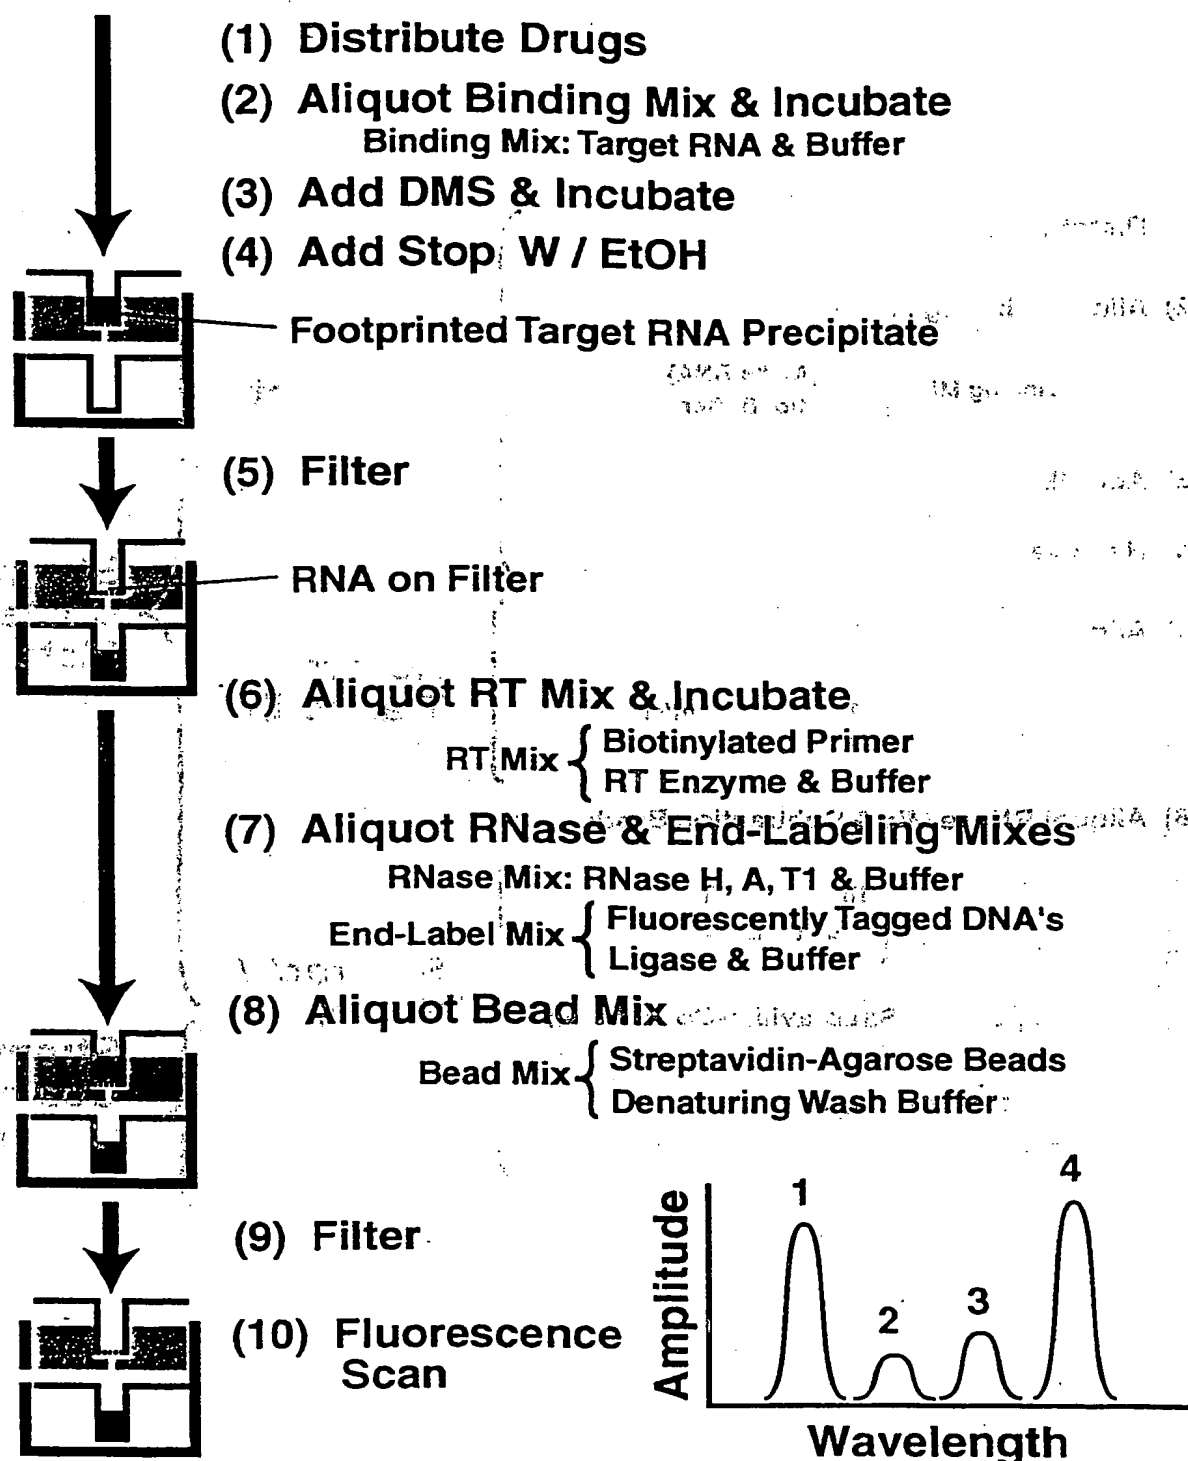 (1) Distribute Drugs
(2) Aliquot Binding Mix & Incubate
Binding Mix: Target RNA & Buffer
(3) Add DMS & Incubate
(4) Add Stop W / EtOH
Footprinted Target RNA Precipitate
(5) Filter
RNA on Filter
(6) Aliquot RT Mix & Incubate
RT Mix { Biotinylated Primer
RT Enzyme & Buffer
(7) Aliquot RNase & End-Labeling Mixes
RNase Mix: RNase H, A, T1 & Buffer
End-Label Mix { Fluorescently Tagged DNA's
Ligase & Buffer
(8) Aliquot Bead Mix
Bead Mix { Streptavidin-Agarose Beads
Denaturing Wash Buffer
(9) Filter
(10) Fluorescence
Scan
Amplitude
1
2
3
4
Wavelength